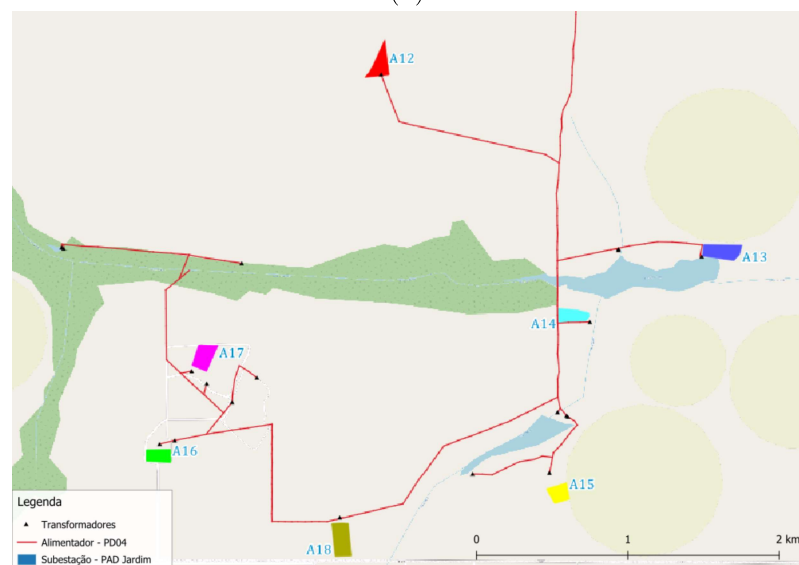 A12
A13
A14
A17
A16
A15
A18
Legenda
Transformadores
Alimentador - PD04
Subestação - PAD Jardim
0 1 2 km